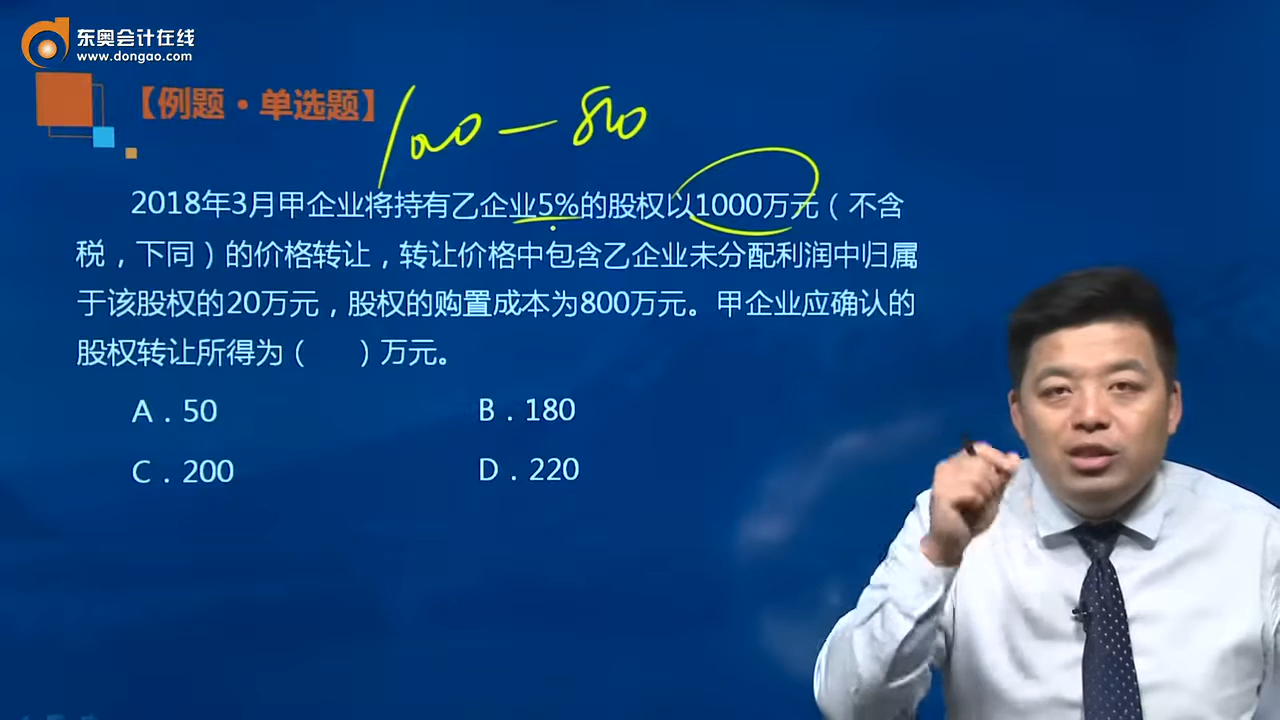 东奥会计在线
www.dongao.com
【例题·单选题】
1000-800
2018年3月甲企业将持有乙企业5%的股权以1000万元（不含
税，下同）的价格转让，转让价格中包含乙企业未分配利润中归属
于该股权的20万元，股权的购置成本为800万元。甲企业应确认的
股权转让所得为（　　）万元。
A．50
B．180
C．200
D．220